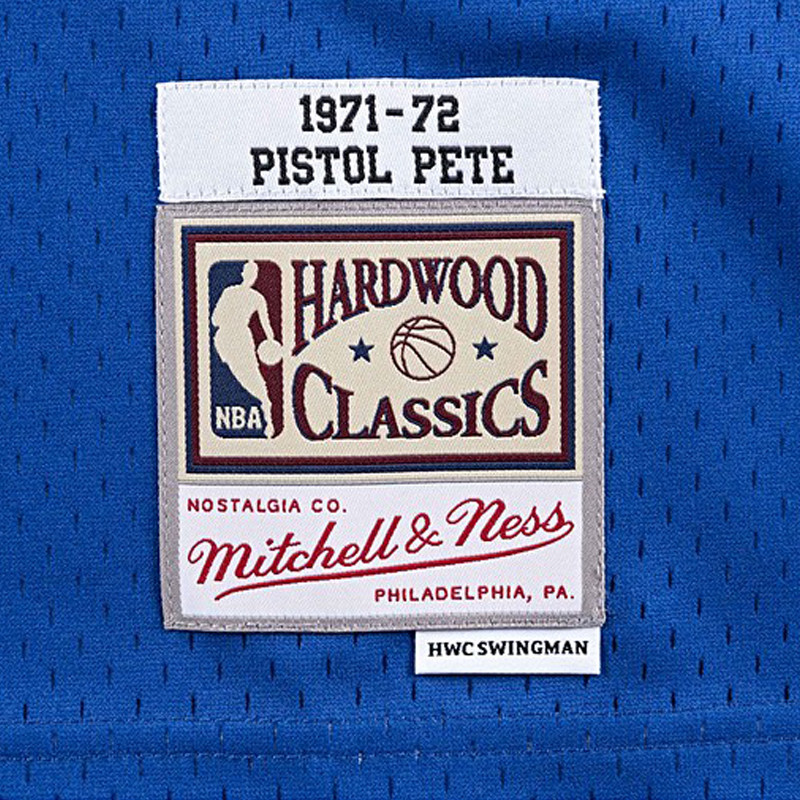 1971-72
PISTOL PETE
HARDWOOD
CLASSICS
NBA
NOSTALGIA CO.
Mitchell & Ness
PHILADELPHIA, PA.
HWC SWINGMAN